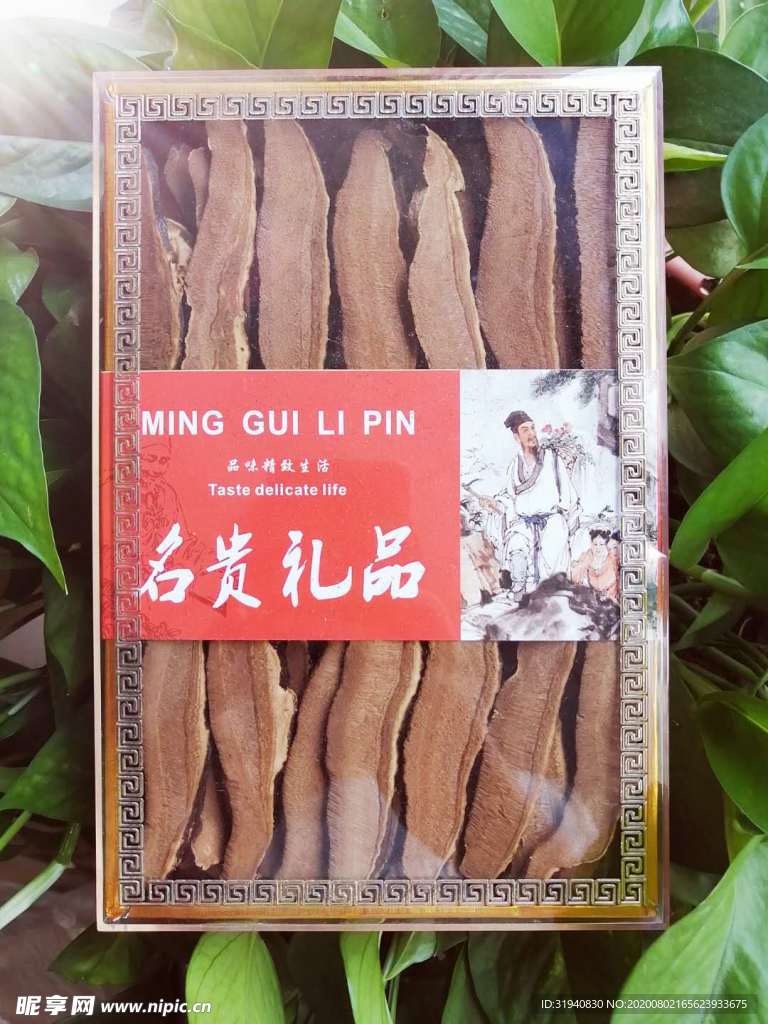 MING GUI LI PIN
品味精致生活
Taste delicate life
名贵礼品
昵享网 www.nipic.cn
ID:31940830 NO:20200802165623933675